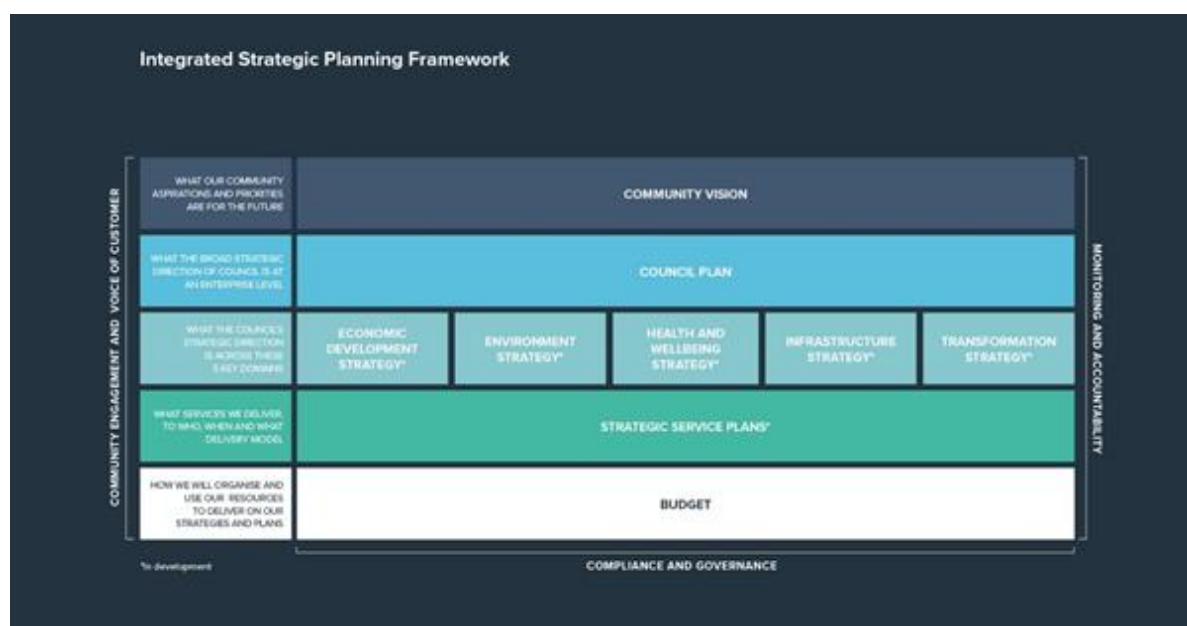 Integrated Strategic Planning Framework
COMMUNITY ENGAGEMENT AND VOICE OF CUSTOMER
WHAT OUR COMMUNITY
ASPIRATIONS AND PRIORITIES
ARE FOR THE FUTURE
COMMUNITY VISION
WHAT THE BROAD STRATEGIC
DIRECTION OF COUNCIL IS AT
AN ENTERPRISE LEVEL
COUNCIL PLAN
WHAT THE COUNCIL'S
STRATEGIC DIRECTION
IS ACROSS THESE
5 KEY DOMAINS
ECONOMIC
DEVELOPMENT
STRATEGY*
ENVIRONMENT
STRATEGY*
HEALTH AND
WELLBEING
STRATEGY*
INFRASTRUCTURE
STRATEGY*
TRANSFORMATION
STRATEGY*
WHAT SERVICES WE DELIVER,
TO WHO, WHEN AND WHAT
DELIVERY MODEL
STRATEGIC SERVICE PLANS*
HOW WE WILL ORGANISE AND
USE OUR RESOURCES
TO DELIVER ON OUR
STRATEGIES AND PLANS
BUDGET
MONITORING AND ACCOUNTABILITY
*In development
COMPLIANCE AND GOVERNANCE